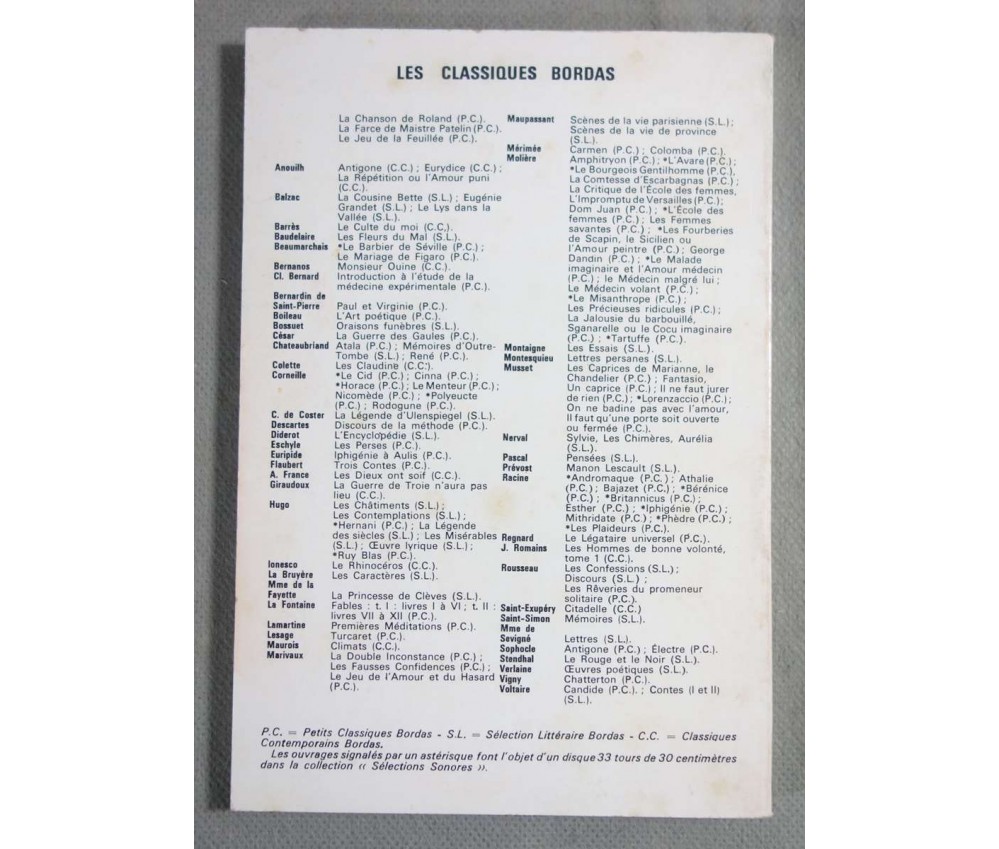 LES CLASSIQUES BORDAS
La Chanson de Roland (P.C.).
La Farce de Maistre Patelin (P.C.).
Le Jeu de la Feuillée (P.C.).
Anouilh Antigone (C.C.) ; Eurydice (C.C.) ;
La Répétition ou l'Amour puni
(C.C.).
Balzac La Cousine Bette (S.L.) ; Eugénie
Grandet (S.L.) ; Le Lys dans la
Vallée (S.L.).
Barrès Le Culte du moi (C.C,).
Baudelaire Les Fleurs du Mal (S.L.).
Beaumarchais *Le Barbier de Séville (P.C.) ;
Le Mariage de Figaro (P.C.).
Bernanos Monsieur Ouine (C.C.).
Cl. Bernard Introduction à l'étude de la
médecine expérimentale (P.C.).
Bernardin de
Saint-Pierre Paul et Virginie (P.C.).
Boileau L'Art poétique (P.C.).
Bossuet Oraisons funèbres (S.L.).
César La Guerre des Gaules (P.C.).
Chateaubriand Atala (P.C.) ; Mémoires d'Outre-
Tombe (S.L.) ; René (P.C.).
Colette Les Claudine (C.C.).
Corneille *Le Cid (P.C.) ; Cinna (P.C.) ;
*Horace (P.C.) ; Le Menteur (P.C.) ;
Nicomède (P.C.) ; *Polyeucte
(P.C.) ; Rodogune (P.C.).
C. de Coster La Légende d'Ulenspiegel (S.L.).
Descartes Discours de la méthode (P.C.).
Diderot L'Encyclopédie (S.L.).
Eschyle Les Perses (P.C.).
Euripide Iphigénie à Aulis (P.C.).
Flaubert Trois Contes (P.C.).
A. France Les Dieux ont soif (C.C.).
Giraudoux La Guerre de Troie n'aura pas
lieu (C.C.).
Hugo Les Châtiments (S.L.) ;
Les Contemplations (S.L.) ;
*Hernani (P.C.) ; La Légende
des siècles (S.L.) ; Les Misérables
(S.L.) ; Œuvre lyrique (S.L.) ;
*Ruy Blas (P.C.).
Ionesco Le Rhinocéros (C.C.).
La Bruyère Les Caractères (S.L.).
Mme de la
Fayette La Princesse de Clèves (S.L.).
La Fontaine Fables : t. I : livres I à VI ; t. II :
livres VII à XII (P.C.).
Lamartine Premières Méditations (P.C.).
Lesage Turcaret (P.C.).
Maurois Climats (C.C.).
Marivaux La Double Inconstance (P.C.) ;
Les Fausses Confidences (P.C.) ;
Le Jeu de l'Amour et du Hasard
(P.C.).
Maupassant Scènes de la vie parisienne (S.L.) ;
Scènes de la vie de province
(S.L.).
Mérimée Carmen (P.C.) ; Colomba (P.C.).
Molière Amphitryon (P.C.) ; *L'Avare (P.C.) ;
*Le Bourgeois Gentilhomme (P.C.),
La Comtesse d'Escarbagnas (P.C.),
La Critique de l'École des femmes,
L'Impromptu de Versailles (P.C.) ;
Dom Juan (P.C.) ; *L'École des
femmes (P.C.) ; Les Femmes
savantes (P.C.) ; *Les Fourberies
de Scapin, le Sicilien ou
l'Amour peintre (P.C.) ; George
Dandin (P.C.) ; *Le Malade
imaginaire et l'Amour médecin
(P.C.) ; le Médecin malgré lui ;
Le Médecin volant (P.C.) ;
*Le Misanthrope (P.C.) ;
Les Précieuses ridicules (P.C.) ;
La Jalousie du barbouillé,
Sganarelle ou le Cocu imaginaire
(P.C.) ; *Tartuffe (P.C.).
Montaigne Les Essais (S.L.).
Montesquieu Lettres persanes (S.L.).
Musset Les Caprices de Marianne, le
Chandelier (P.C.) ; Fantasio,
Un caprice (P.C.) ; Il ne faut jurer
de rien (P.C.) ; *Lorenzaccio (P.C.) ;
On ne badine pas avec l'amour,
Il faut qu'une porte soit ouverte
ou fermée (P.C.).
Nerval Sylvie, Les Chimères, Aurélia
(S.L.).
Pascal Pensées (S.L.).
Prévost Manon Lescault (S.L.).
Racine *Andromaque (P.C.) ; Athalie
(P.C.) ; Bajazet (P.C.) ; *Bérénice
(P.C.) ; *Britannicus (P.C.) ;
Esther (P.C.) ; *Iphigénie (P.C.) ;
Mithridate (P.C.) ; *Phèdre (P.C.) ;
*Les Plaideurs (P.C.).
Regnard Le Légataire universel (P.C.).
J. Romains Les Hommes de bonne volonté,
tome 1 (C.C.).
Rousseau Les Confessions (S.L.) ;
Discours (S.L.) ;
Les Rêveries du promeneur
solitaire (P.C.).
Saint-Exupéry Citadelle (C.C.)
Saint-Simon Mémoires (S.L.).
Mme de
Sevigné Lettres (S.L.).
Sophocle Antigone (P.C.) ; Électre (P.C.).
Stendhal Le Rouge et le Noir (S.L.).
Verlaine Œuvres poétiques (S.L.).
Vigny Chatterton (P.C.).
Voltaire Candide (P.C.). ; Contes (I et II)
(S.L.).
P.C. = Petits Classiques Bordas - S.L. = Sélection Littéraire Bordas - C.C. = Classiques
Contemporains Bordas.
Les ouvrages signalés par un astérisque font l'objet d'un disque 33 tours de 30 centimètres
dans la collection « Sélections Sonores ».